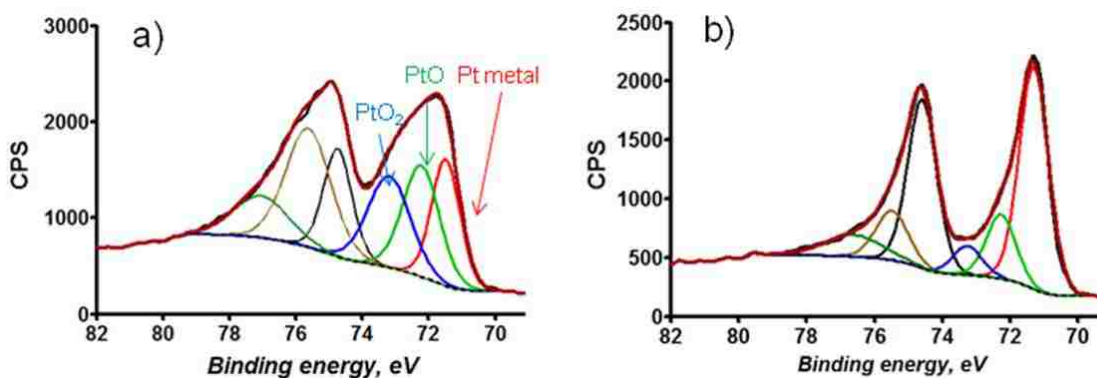 a)
3000
2000
1000
0
CPS
82 80 78 76 74 72 70
Binding energy, eV
PtO₂
PtO
Pt metal
b)
2500
2000
1500
1000
500
0
CPS
82 80 78 76 74 72 70
Binding energy, eV